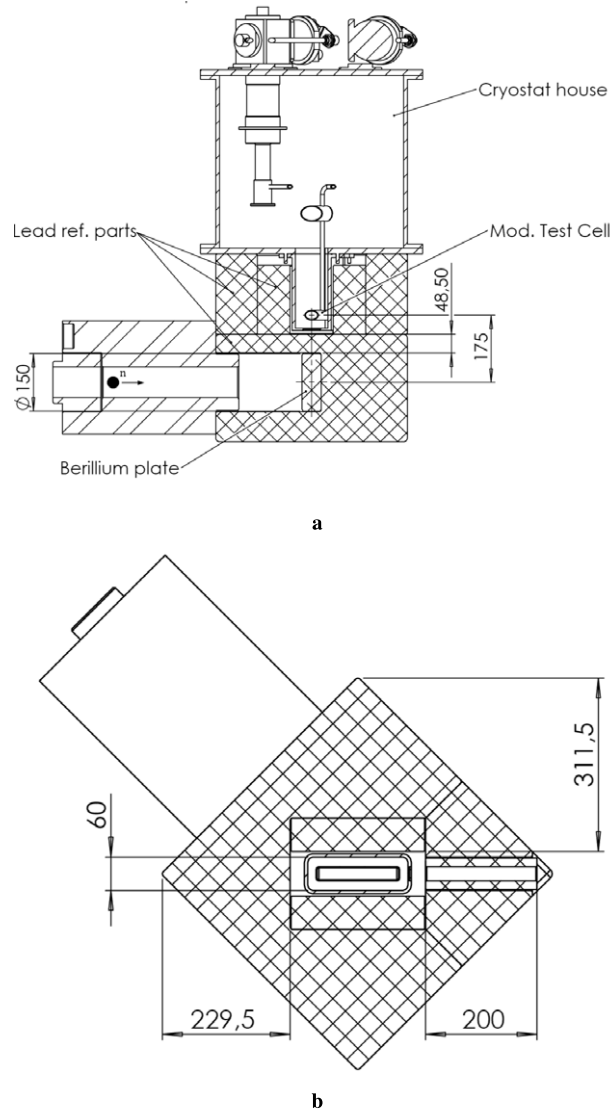 Cryostat house
Lead ref. parts
Mod. Test Cell
48,50
175
n
Ø 150
Berillium plate
a
311,5
60
229,5
200
b